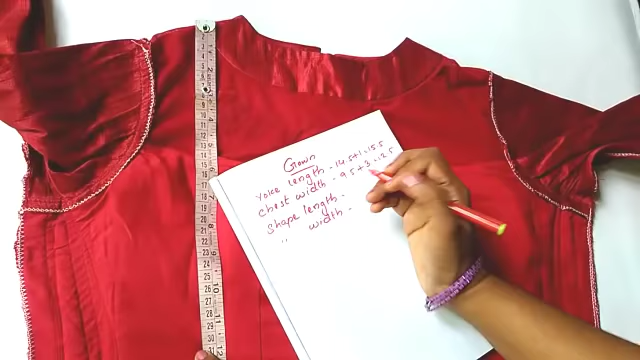 Gown
Yoke length - 14.5+1=15.5
Chest width - 9.5+3=12.5
Shape length -
" width -